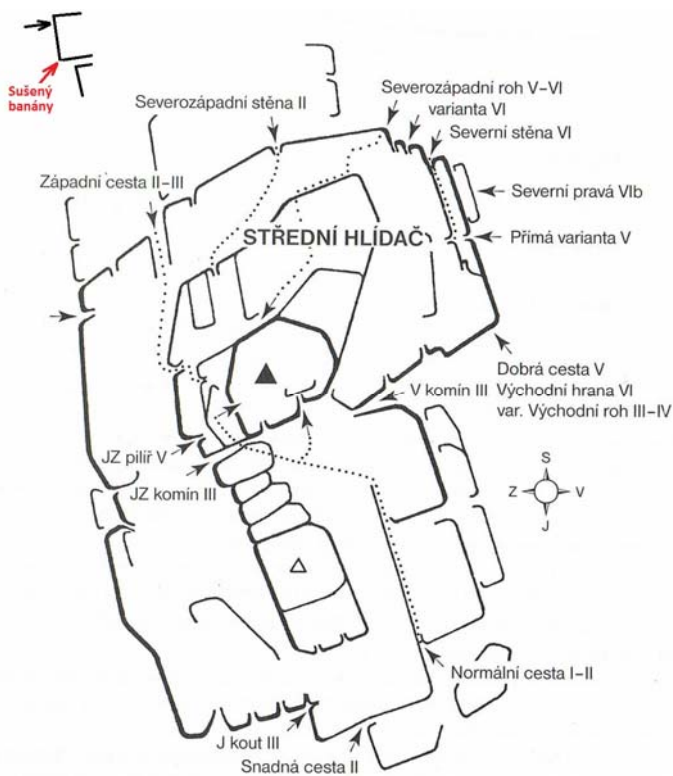 Sušený
banány
Severozápadní stěna II
Severozápadní roh V–VI
varianta VI
Severní stěna VI
Západní cesta II–III
Severní pravá VIb
STŘEDNÍ HLÍDAČ
Přímá varianta V
Dobrá cesta V
Východní hrana VI
var. Východní roh III–IV
V komín III
JZ pilíř V
JZ komín III
S
Z
V
J
Normální cesta I–II
J kout III
Snadná cesta II